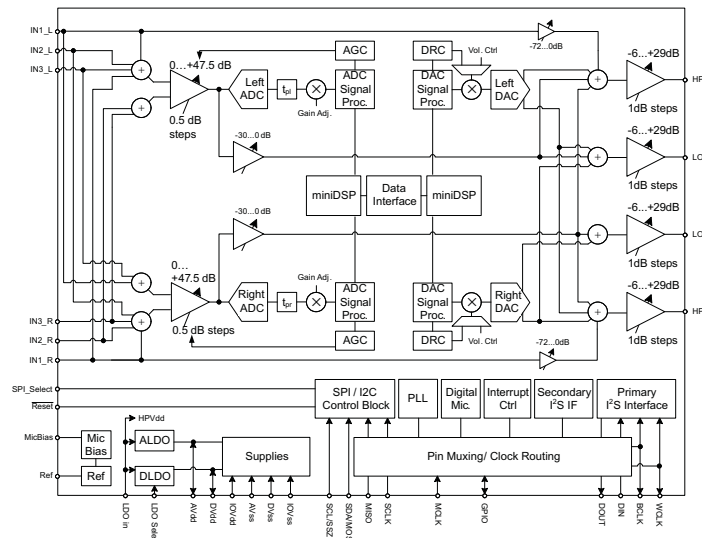 IN1_L
IN2_L
IN3_L
0…+47.5 dB
0.5 dB
steps
Left
ADC
tpl
Gain Adj.
AGC
ADC
Signal
Proc.
DRC
Vol. Ctrl
DAC
Signal
Proc.
Left
DAC
-72...0dB
-6...+29dB
1dB steps
HP
-30...0 dB
-6...+29dB
1dB steps
LO
miniDSP
Data
Interface
miniDSP
-30...0 dB
-6...+29dB
1dB steps
LO
0…
+47.5 dB
0.5 dB steps
Right
ADC
tpr
Gain Adj.
ADC
Signal
Proc.
AGC
DAC
Signal
Proc.
DRC
Vol. Ctrl
Right
DAC
-6...+29dB
1dB steps
HP
-72...0dB
IN3_R
IN2_R
IN1_R
SPI_Select
Reset
MicBias
Ref
Mic
Bias
Ref
HPVdd
ALDO
DLDO
Supplies
SPI / I2C
Control Block
PLL
Digital
Mic.
Interrupt
Ctrl
Secondary
I2S IF
Primary
I2S Interface
Pin Muxing/ Clock Routing
LDO in
LDO Sele
AVdd
DVdd
IOVdd
AVss
DVss
IOVss
SCL/SSZ
SDA/MOS
MISO
SCLK
MCLK
GPIO
DOUT
DIN
BCLK
WCLK